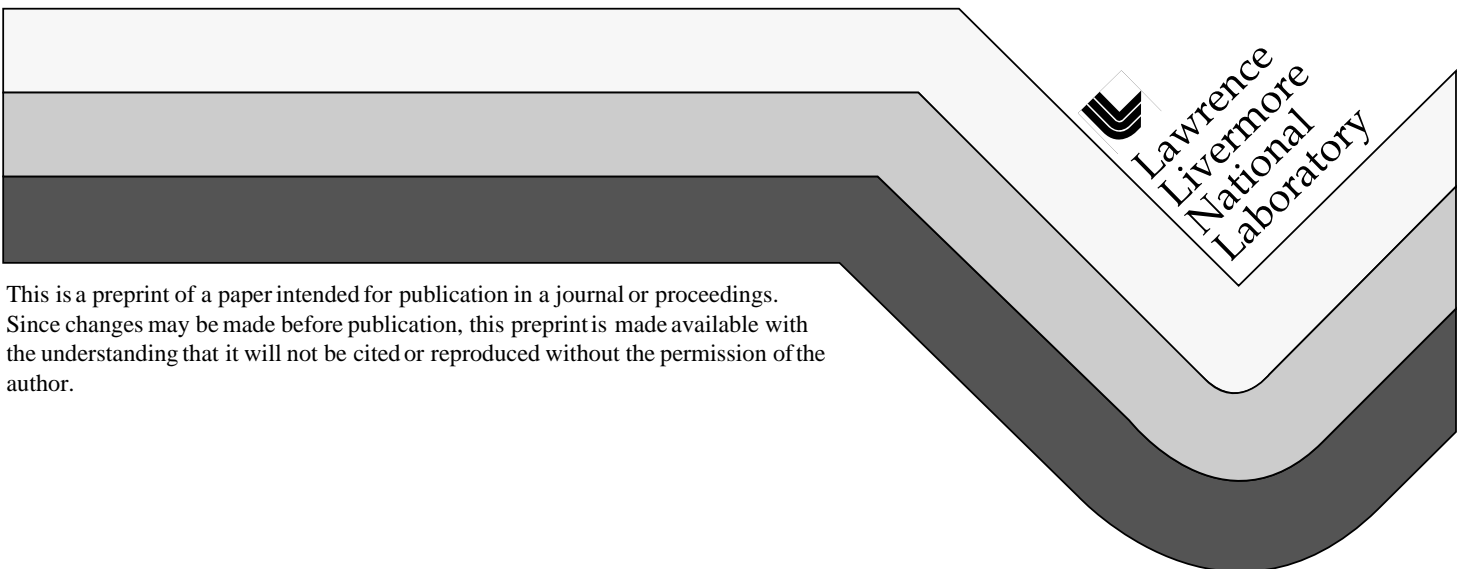 Lawrence
Livermore
National
Laboratory
This is a preprint of a paper intended for publication in a journal or proceedings.
Since changes may be made before publication, this preprint is made available with
the understanding that it will not be cited or reproduced without the permission of the
author.